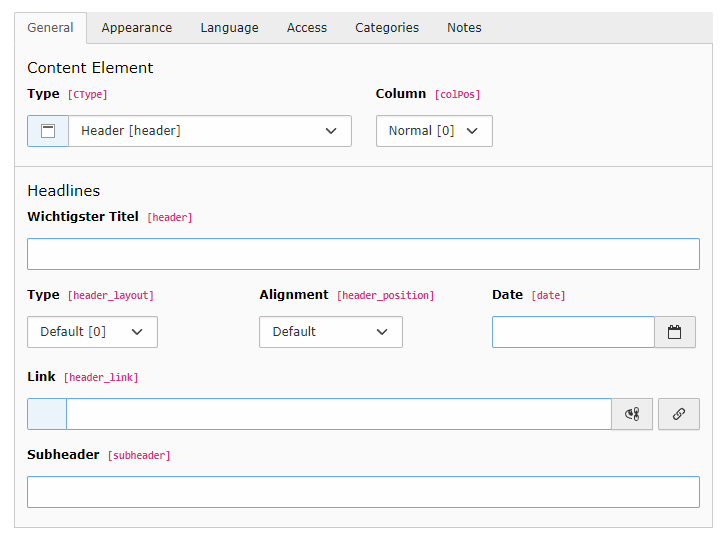 General Appearance Language Access Categories Notes
Content Element
Type [CType] Column [colPos]
Header [header] Normal [0]
Headlines
Wichtigster Titel [header]
Type [header_layout] Alignment [header_position] Date [date]
Default [0] Default
Link [header_link]
Subheader [subheader]